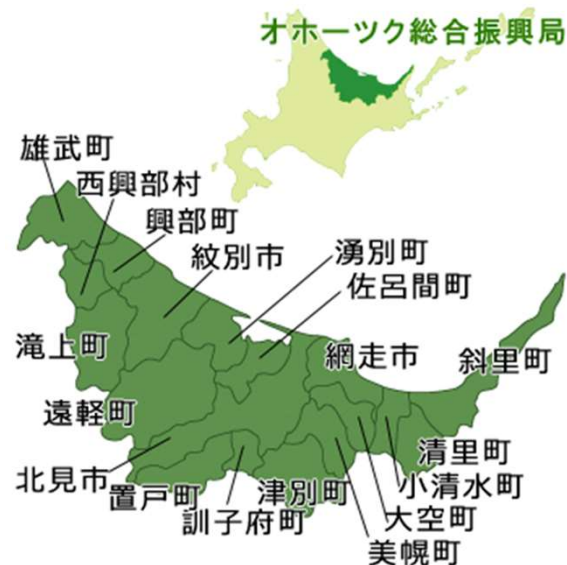 オホーツク総合振興局
雄武町
西興部村
興部町
紋別市
湧別町
佐呂間町
網走市
斜里町
滝上町
遠軽町
北見市
置戸町
訓子府町
津別町
清里町
小清水町
大空町
美幌町